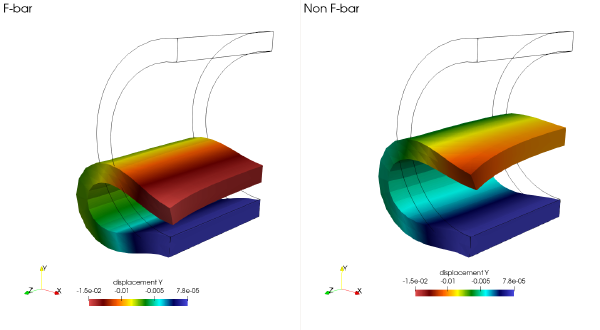 F-bar
Non F-bar
Y
Z
X
displacement Y
-1.5e-02 -0.01 -0.005 7.8e-05
Y
Z
X
displacement Y
-1.5e-02 -0.01 -0.005 7.8e-05